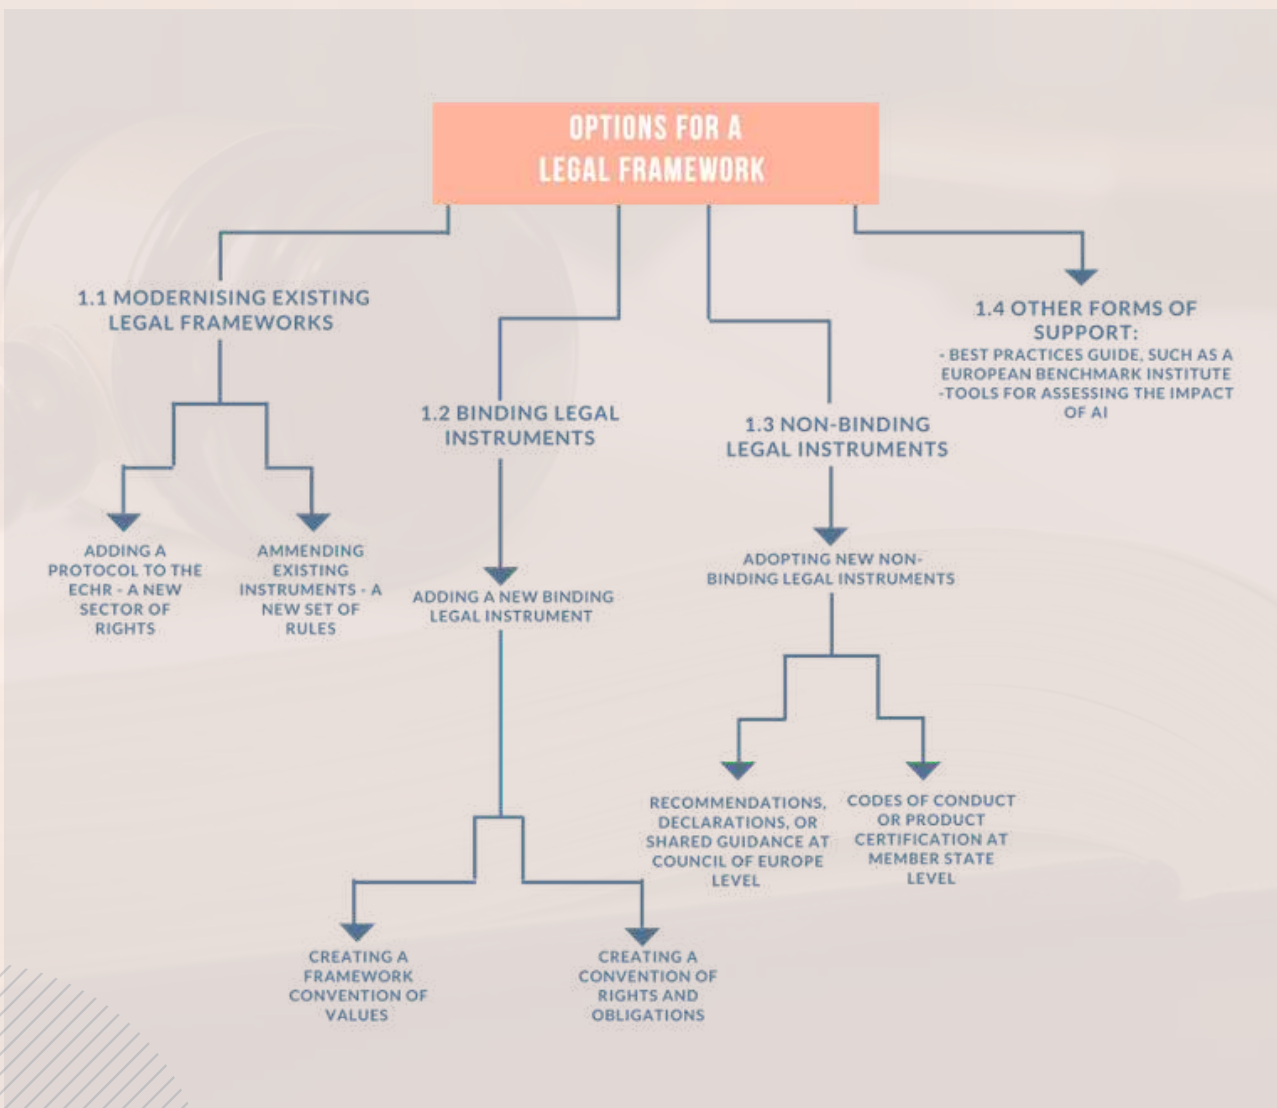 OPTIONS FOR A
LEGAL FRAMEWORK
1.1 MODERNISING EXISTING
LEGAL FRAMEWORKS
ADDING A
PROTOCOL TO THE
ECHR - A NEW
SECTOR OF
RIGHTS
AMMENDING
EXISTING
INSTRUMENTS - A
NEW SET OF
RULES
1.2 BINDING LEGAL
INSTRUMENTS
ADDING A NEW BINDING
LEGAL INSTRUMENT
CREATING A
FRAMEWORK
CONVENTION OF
VALUES
CREATING A
CONVENTION OF
RIGHTS AND
OBLIGATIONS
1.3 NON-BINDING
LEGAL INSTRUMENTS
ADOPTING NEW NON-
BINDING LEGAL INSTRUMENTS
RECOMMENDATIONS,
DECLARATIONS, OR
SHARED GUIDANCE AT
COUNCIL OF EUROPE
LEVEL
CODES OF CONDUCT
OR PRODUCT
CERTIFICATION AT
MEMBER STATE
LEVEL
1.4 OTHER FORMS OF
SUPPORT:
- BEST PRACTICES GUIDE, SUCH AS A
EUROPEAN BENCHMARK INSTITUTE
-TOOLS FOR ASSESSING THE IMPACT
OF AI